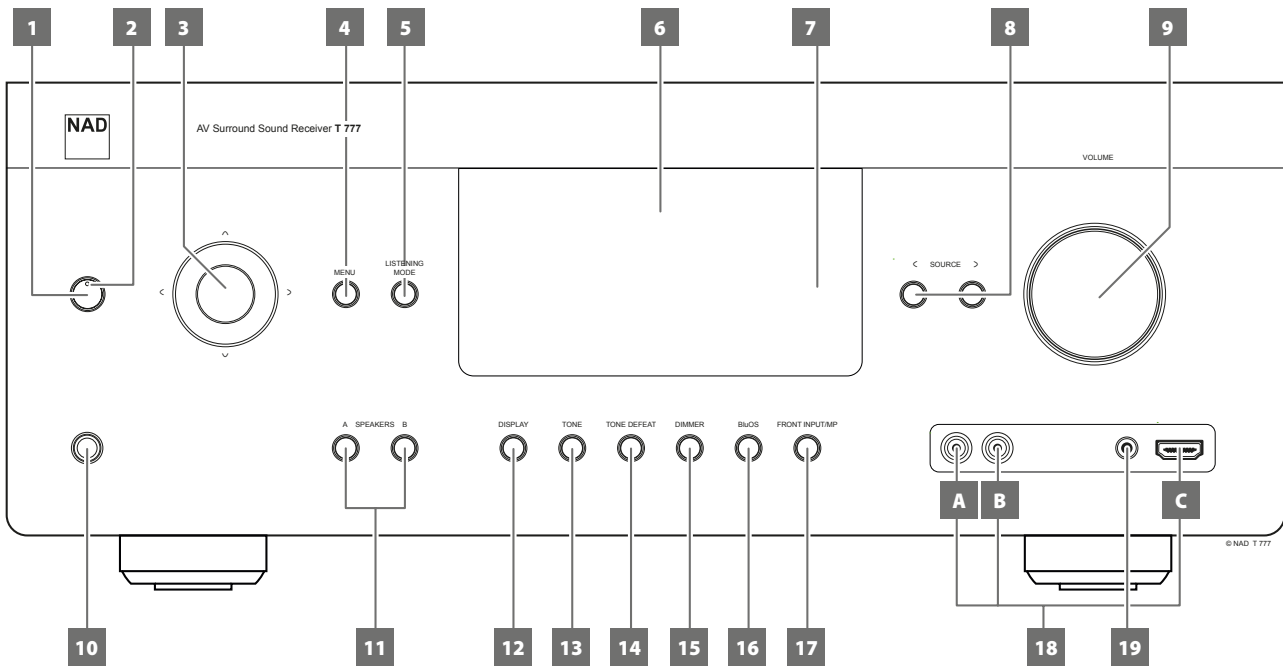 1 2 3 4 5 6 7 8 9
NAD
AV Surround Sound Receiver T 777
VOLUME
MENU
LISTENING
MODE
< SOURCE >
A SPEAKERS B
DISPLAY
TONE
TONE DEFEAT
DIMMER
BluOS
FRONT INPUT/MP
A B C
© NAD T 777
10 11 12 13 14 15 16 17 18 19